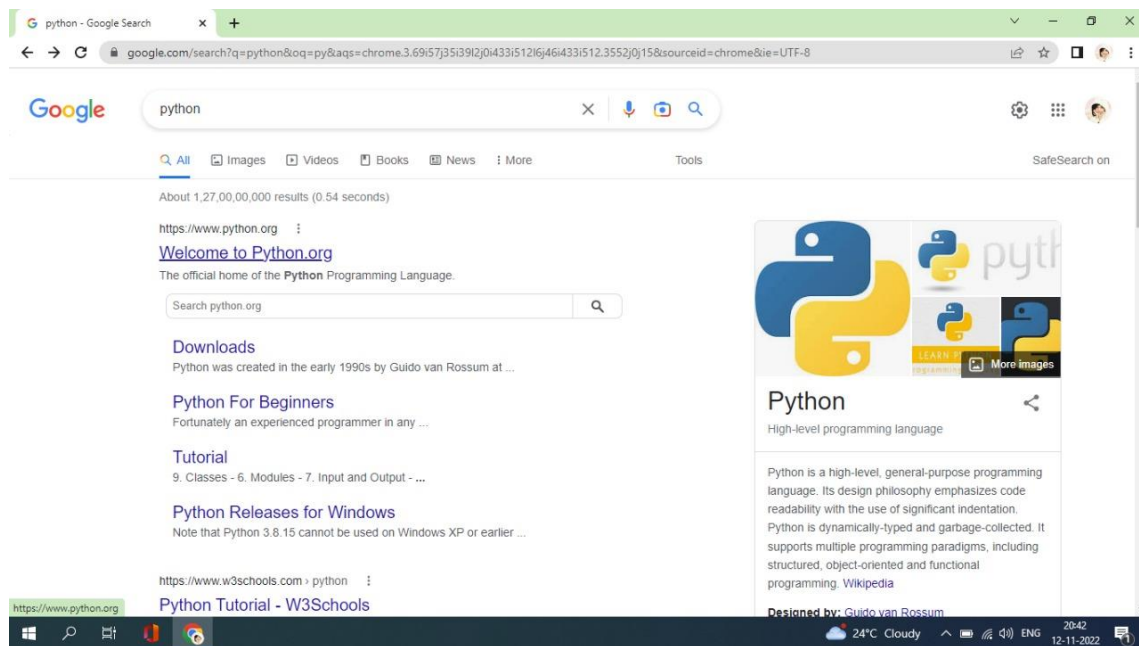 python - Google Search
google.com/search?q=python&oq=py&aqs=chrome.3.69i57j35i39l2j0i433i512l6j46i433i512.3552j0j15&sourceid=chrome&ie=UTF-8
Google
python
All Images Videos Books News More Tools SafeSearch on
About 1,27,00,00,000 results (0.54 seconds)
https://www.python.org
Welcome to Python.org
The official home of the Python Programming Language.
Search python.org
Downloads
Python was created in the early 1990s by Guido van Rossum at ...
Python For Beginners
Fortunately an experienced programmer in any ...
Tutorial
9. Classes - 6. Modules - 7. Input and Output - ...
Python Releases for Windows
Note that Python 3.8.15 cannot be used on Windows XP or earlier ...
https://www.w3schools.com › python
Python Tutorial - W3Schools
pyth
LEARN P
More images
Python
High-level programming language
Python is a high-level, general-purpose programming
language. Its design philosophy emphasizes code
readability with the use of significant indentation.
Python is dynamically-typed and garbage-collected. It
supports multiple programming paradigms, including
structured, object-oriented and functional
programming. Wikipedia
Designed by: Guido van Rossum
https://www.python.org
24°C Cloudy ENG
20:42
12-11-2022
1